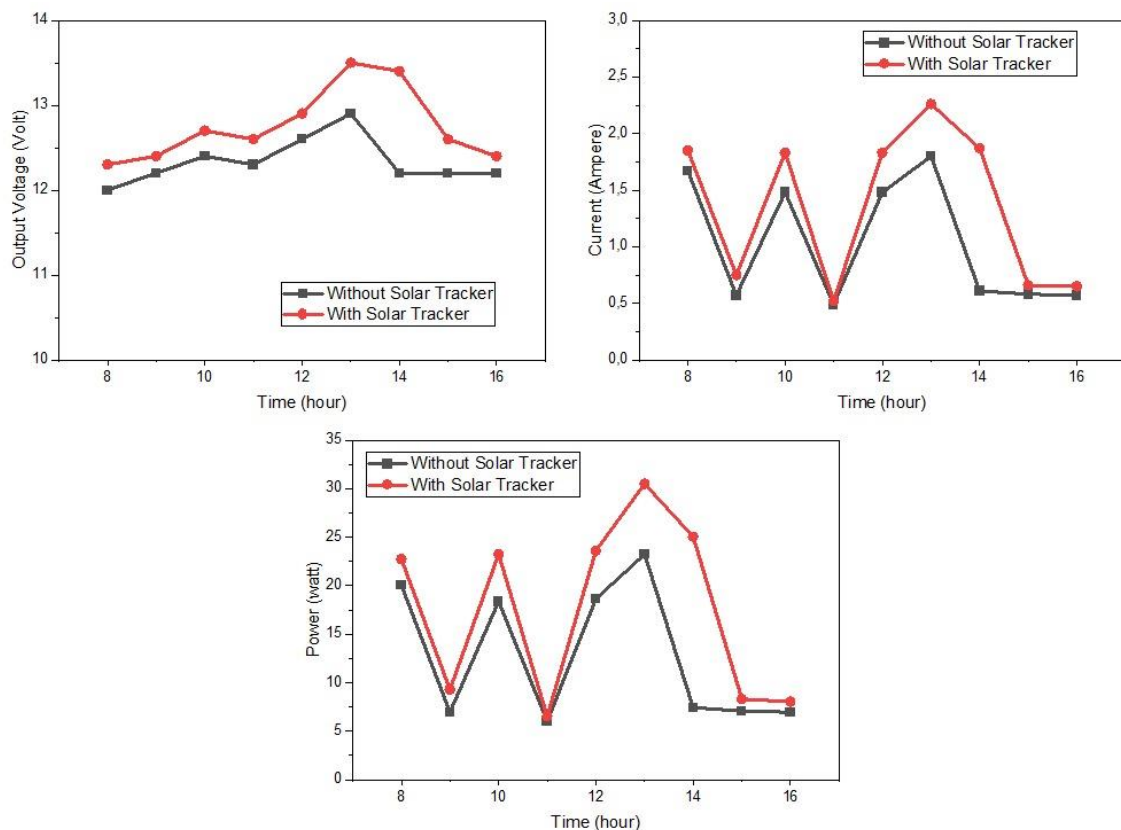 14
13
12
11
10
Output Voltage (Volt)
Without Solar Tracker
With Solar Tracker
8
10
12
14
16
Time (hour)
3,0
2,5
2,0
1,5
1,0
0,5
0,0
Current (Ampere)
Without Solar Tracker
With Solar Tracker
8
10
12
14
16
Time (hour)
35
30
25
20
15
10
5
0
Power (watt)
Without Solar Tracker
With Solar Tracker
8
10
12
14
16
Time (hour)